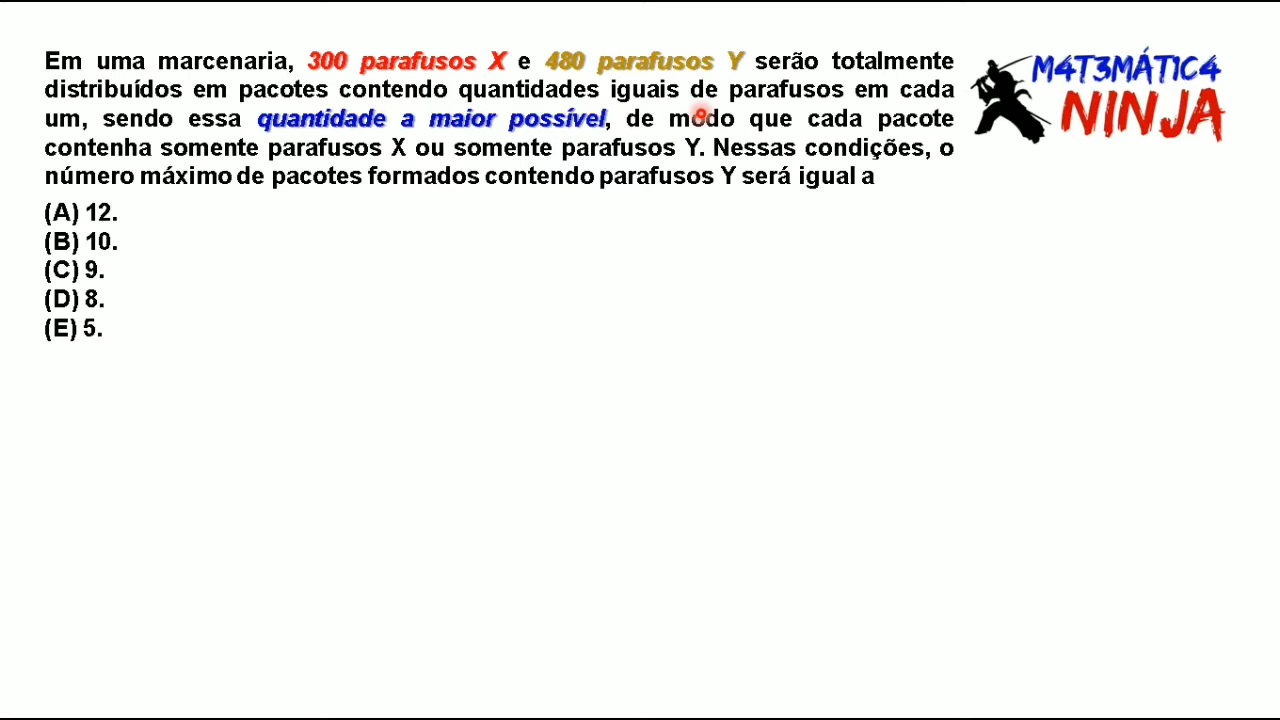 Em uma marcenaria, 300 parafusos X e 480 parafusos Y serão totalmente
distribuídos em pacotes contendo quantidades iguais de parafusos em cada
um, sendo essa quantidade a maior possível, de modo que cada pacote
contenha somente parafusos X ou somente parafusos Y. Nessas condições, o
número máximo de pacotes formados contendo parafusos Y será igual a
(A) 12.
(B) 10.
(C) 9.
(D) 8.
(E) 5.
M4T3MÁTIC4
NINJA